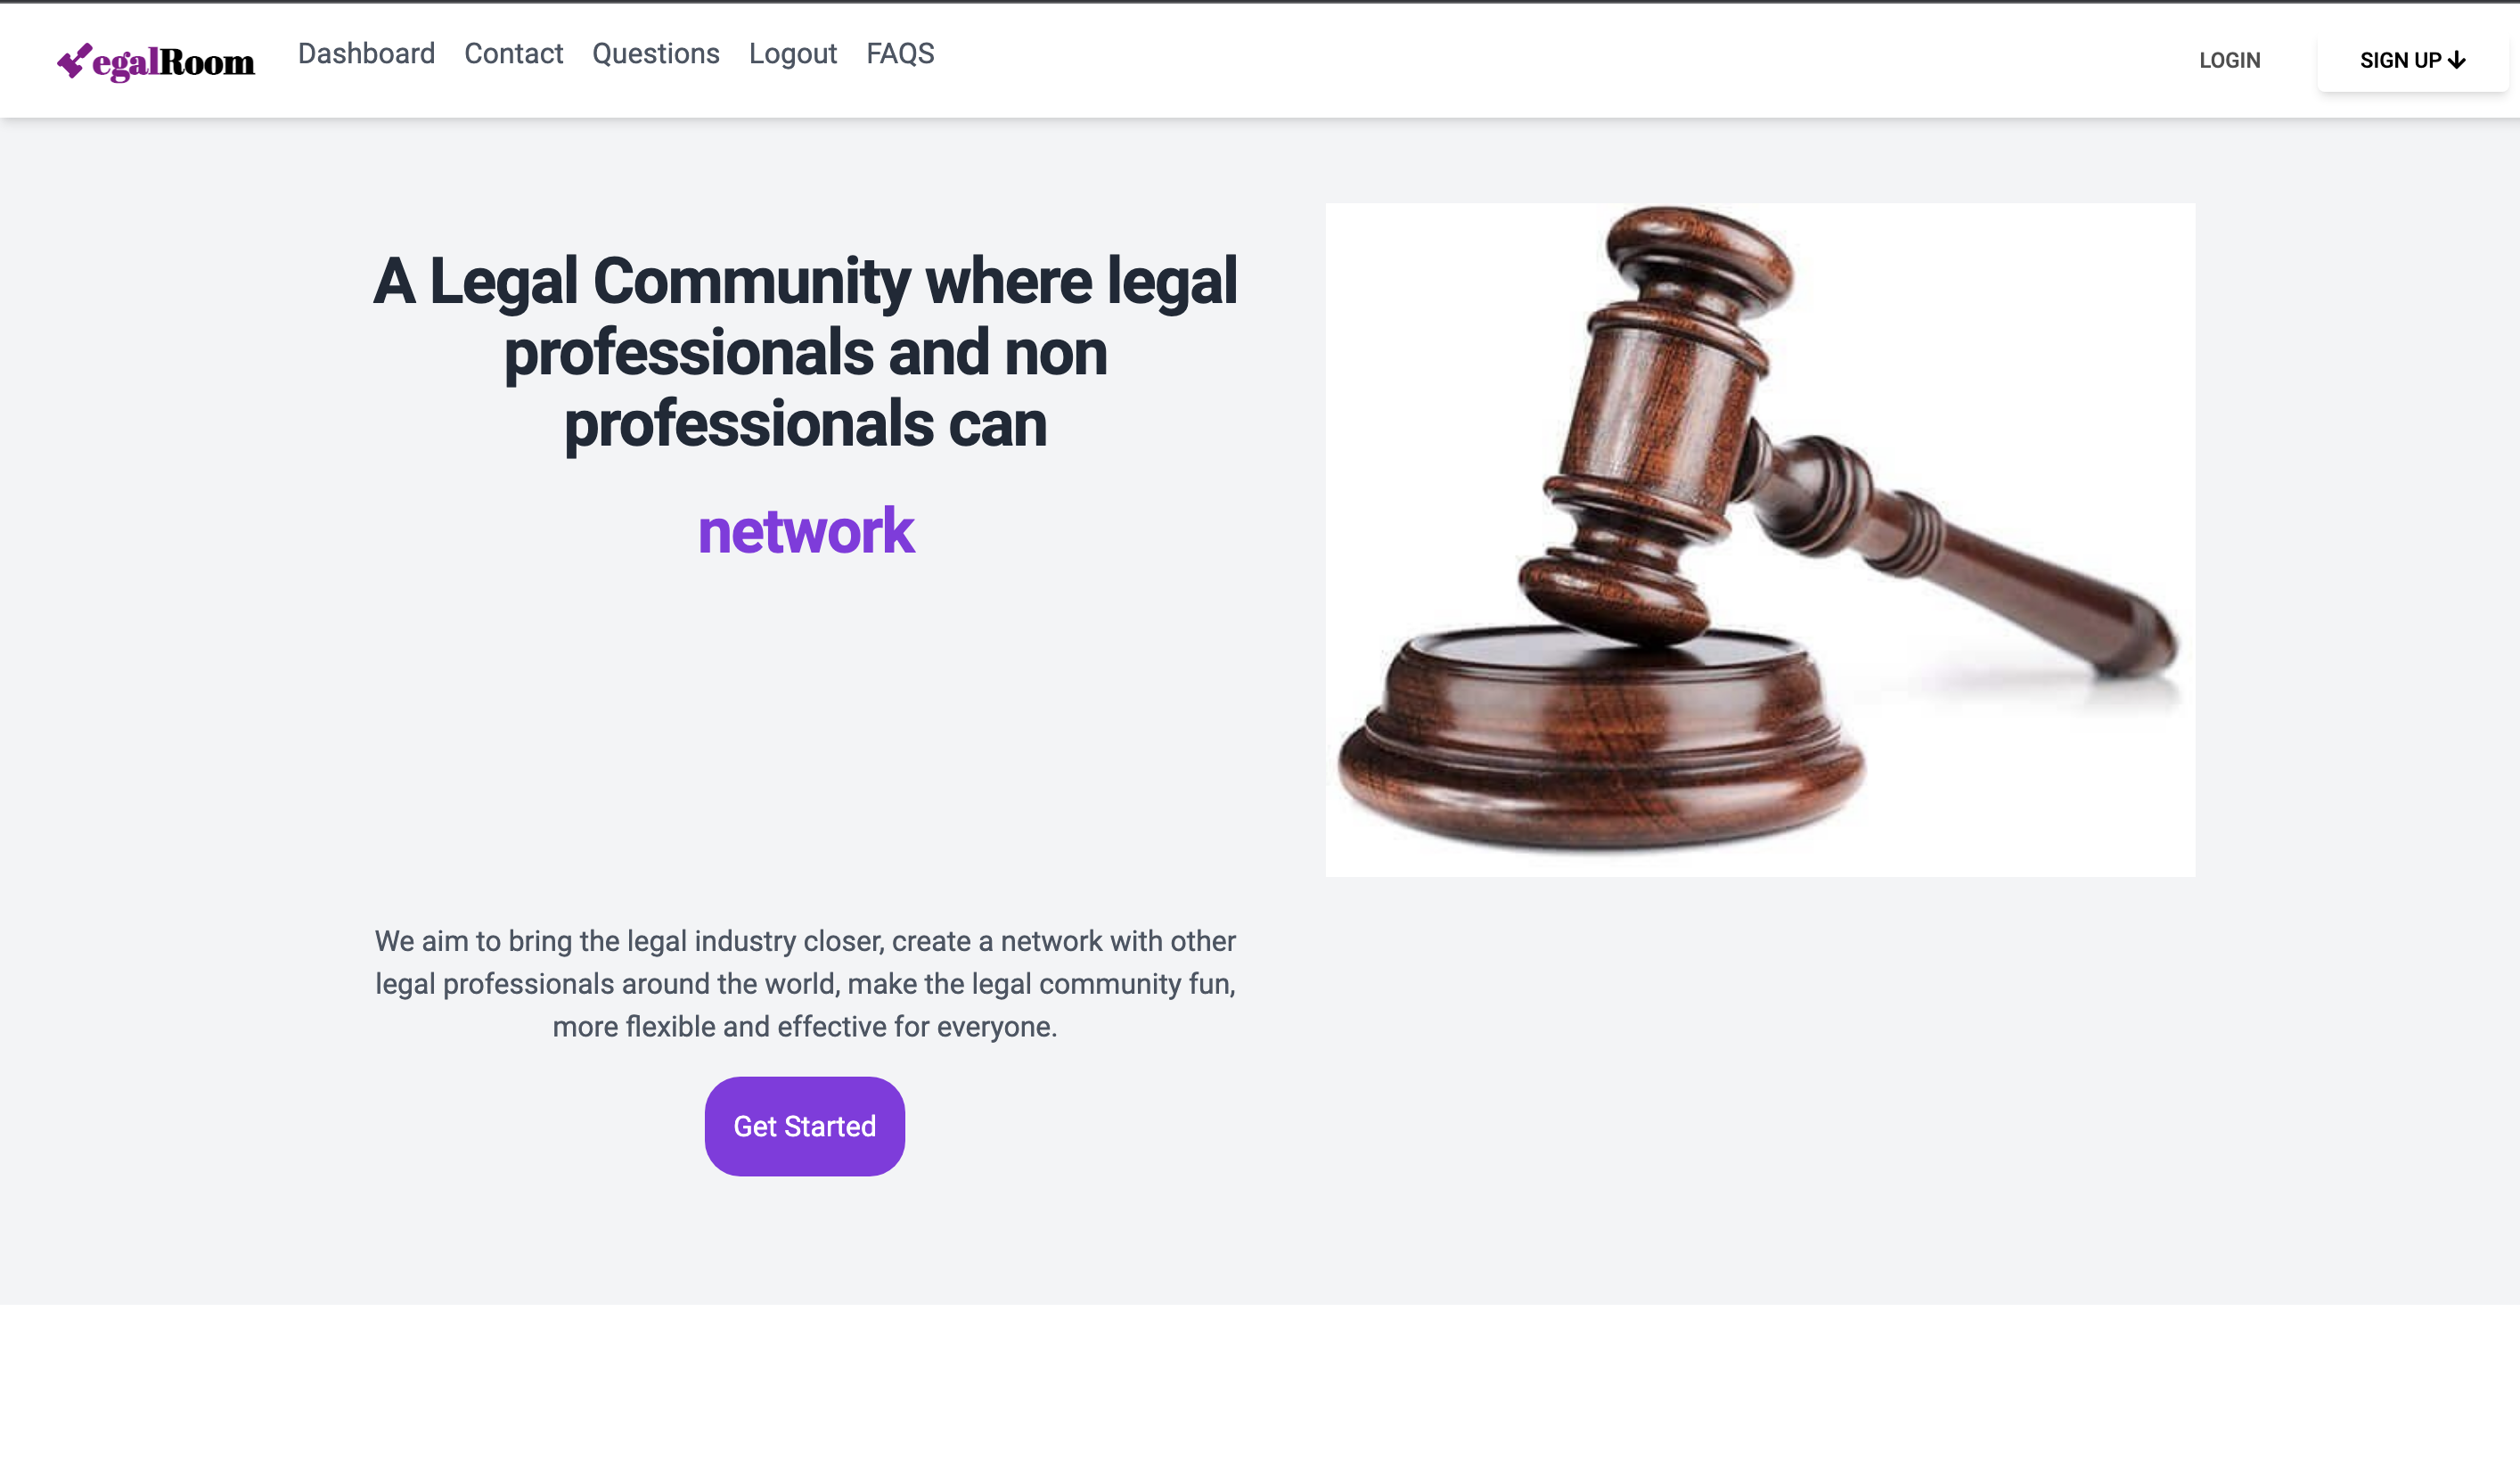 egalRoom
Dashboard Contact Questions Logout FAQS
LOGIN
SIGN UP
A Legal Community where legal
professionals and non
professionals can
network
We aim to bring the legal industry closer, create a network with other
legal professionals around the world, make the legal community fun,
more flexible and effective for everyone.
Get Started